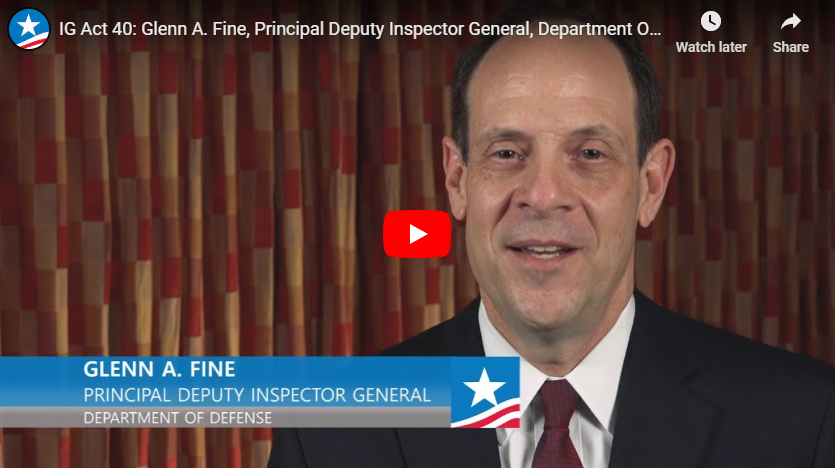 IG Act 40: Glenn A. Fine, Principal Deputy Inspector General, Department O...
Watch later
Share
GLENN A. FINE
PRINCIPAL DEPUTY INSPECTOR GENERAL
DEPARTMENT OF DEFENSE